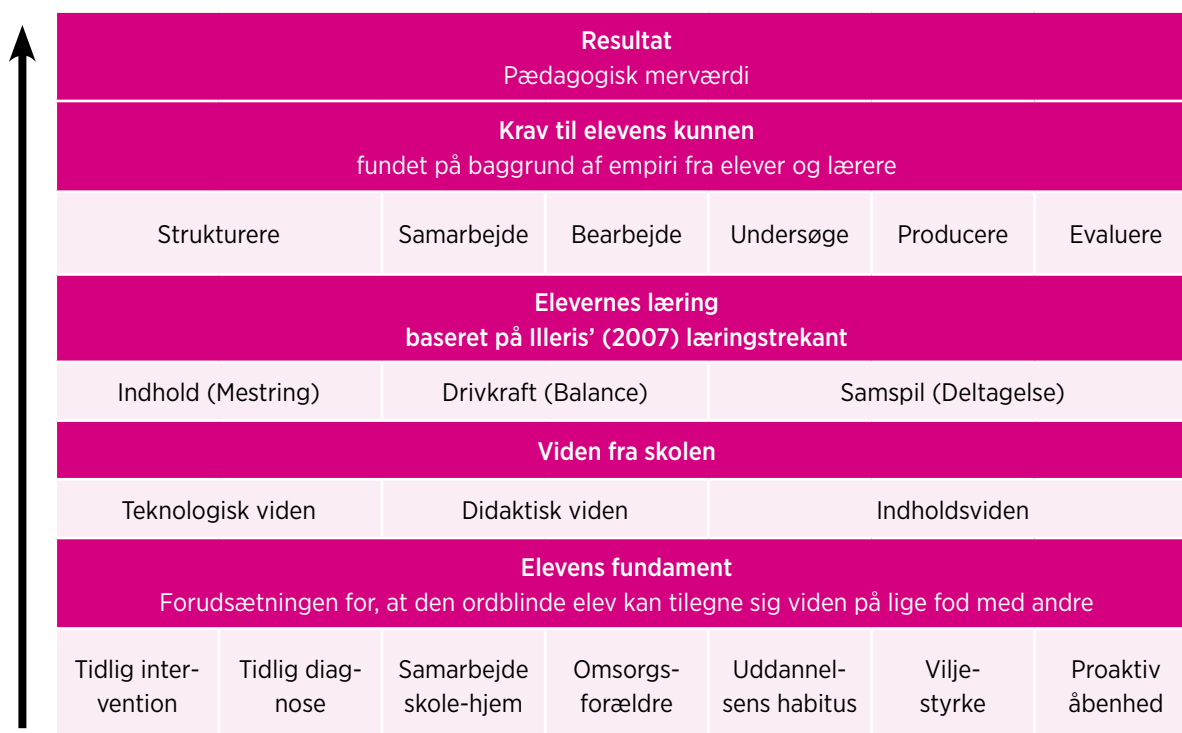 Resultat
Pædagogisk merværdi
Krav til elevens kunnen
fundet på baggrund af empiri fra elever og lærere
Strukturere
Samarbejde
Bearbejde
Undersøge
Producere
Evaluere
Elevernes læring
baseret på Illeris’ (2007) læringstrekant
Indhold (Mestring)
Drivkraft (Balance)
Samspil (Deltagelse)
Viden fra skolen
Teknologisk viden
Didaktisk viden
Indholdsviden
Elevens fundament
Forudsætningen for, at den ordblinde elev kan tilegne sig viden på lige fod med andre
Tidlig inter-
vention
Tidlig diag-
nose
Samarbejde
skole-hjem
Omsorgs-
forældre
Uddannel-
sens habitus
Vilje-
styrke
Proaktiv
åbenhed